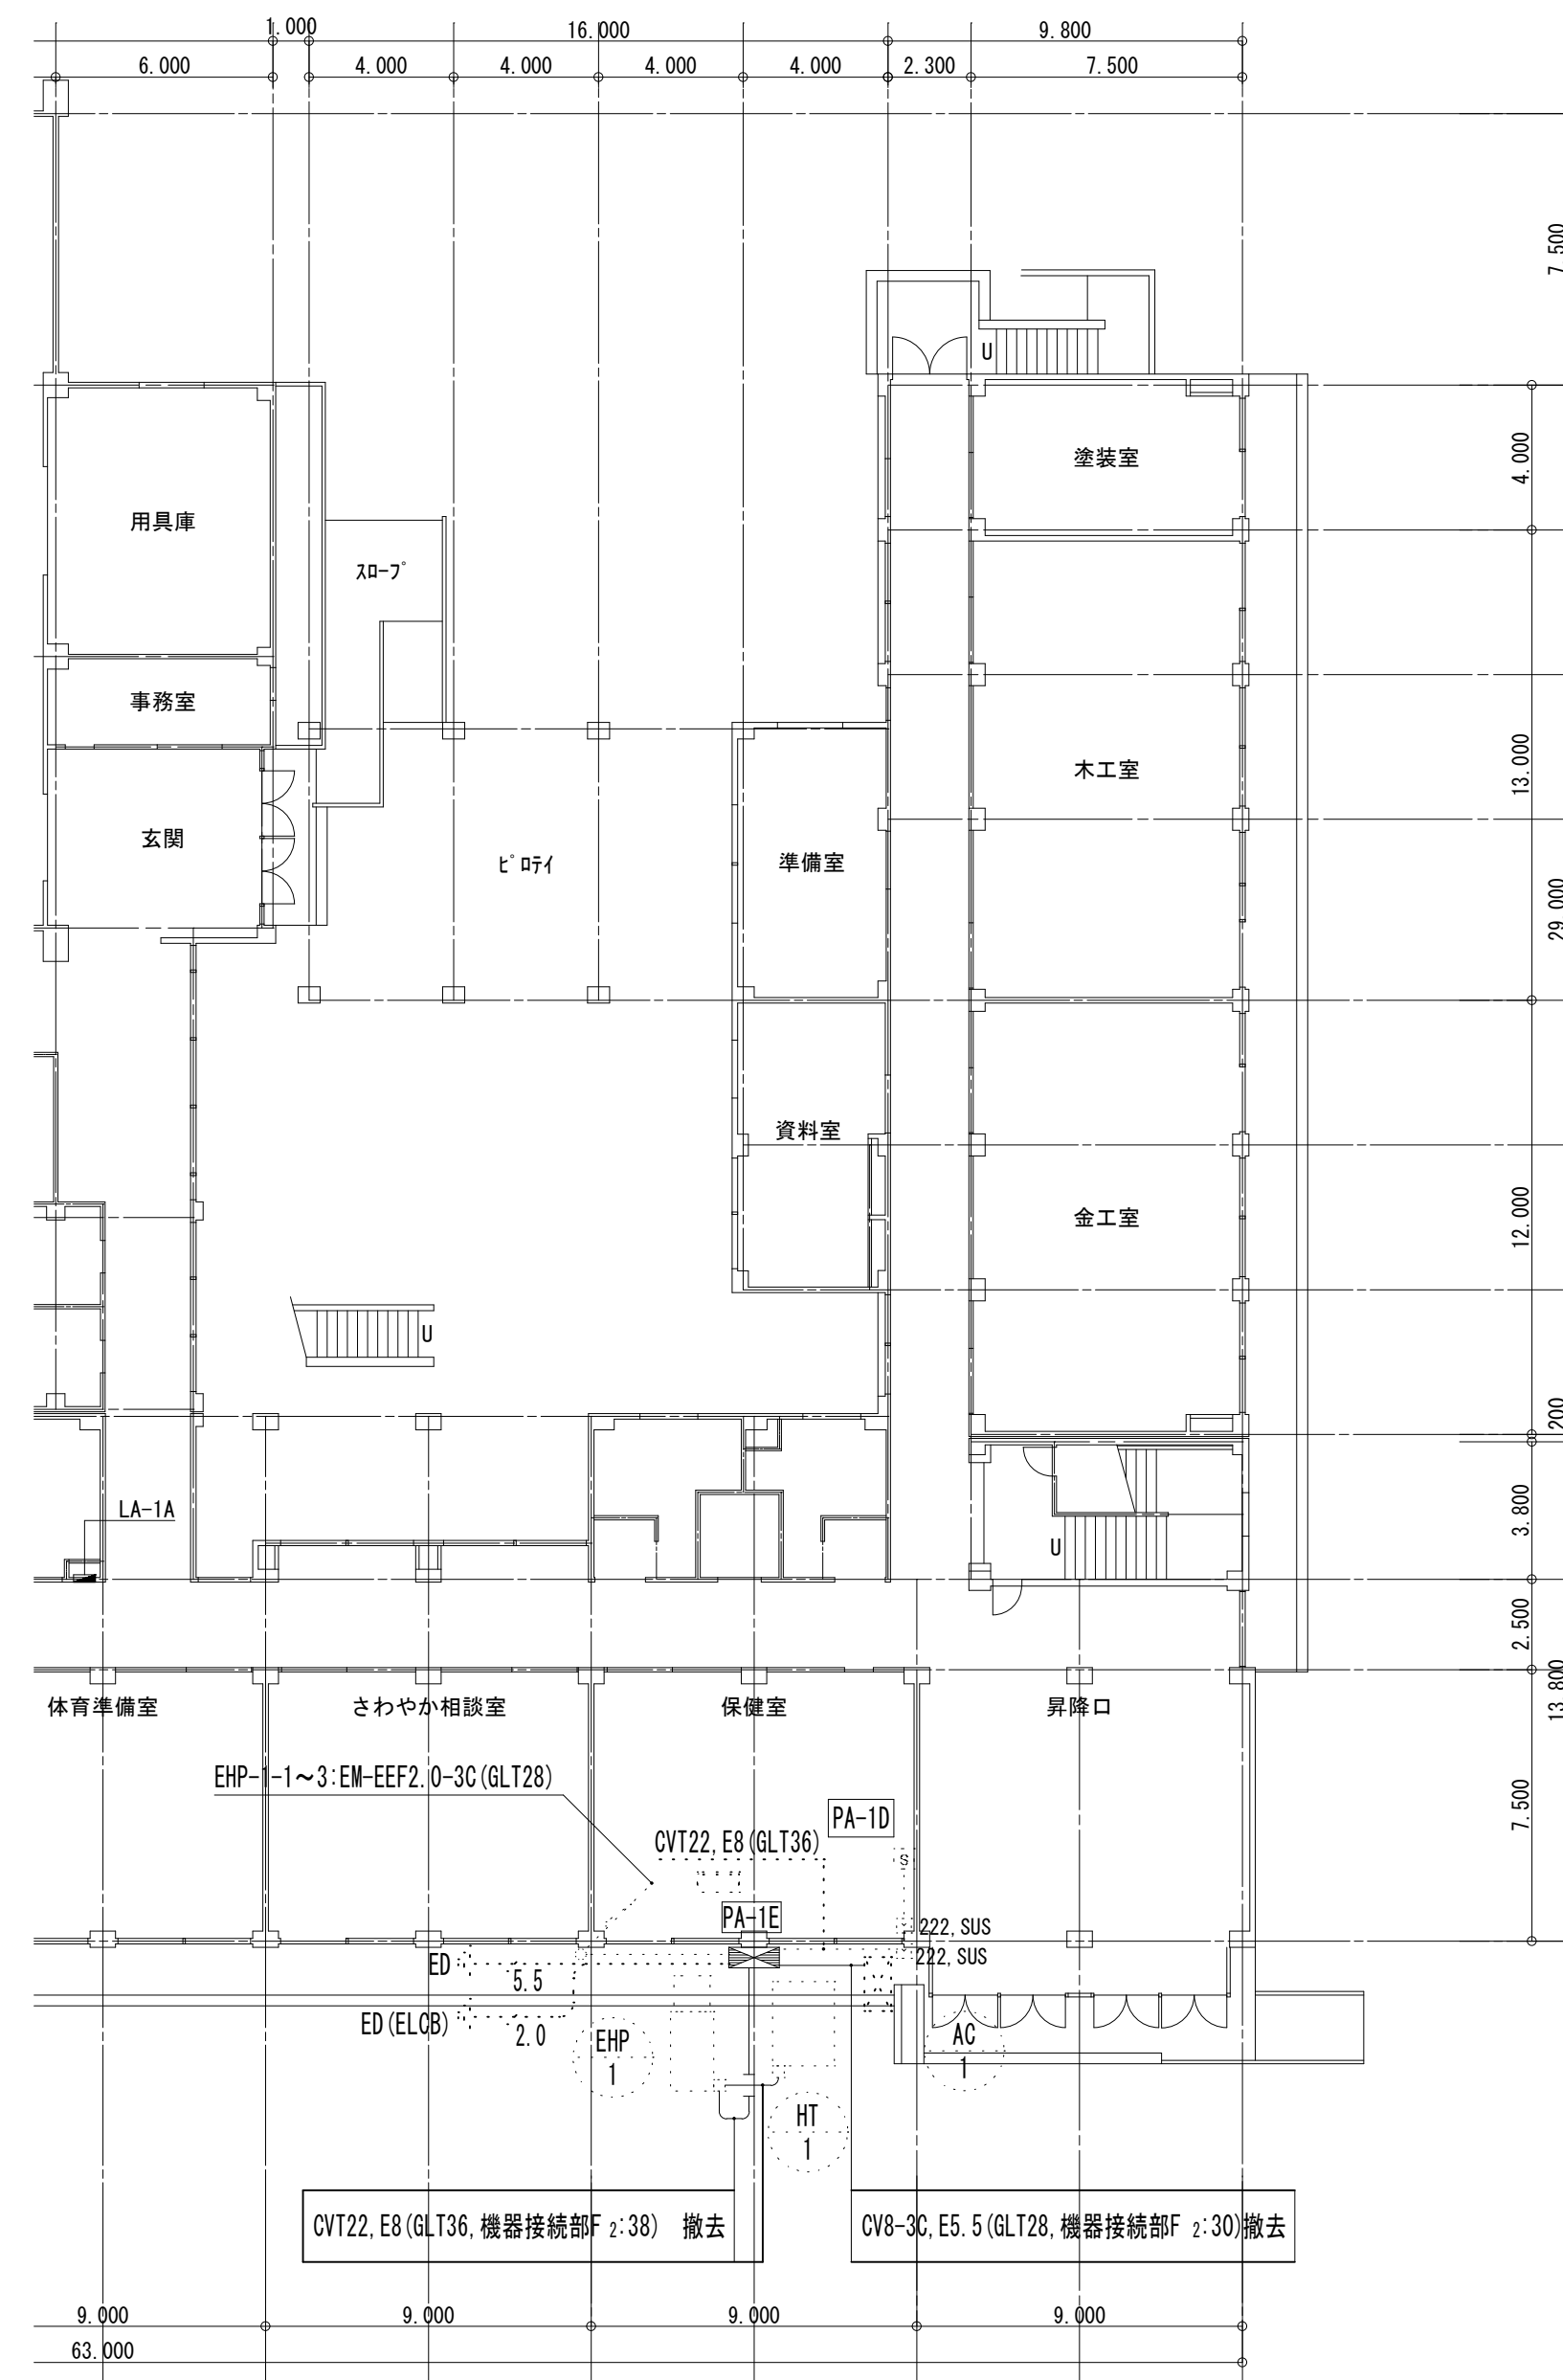 1.000
16.000
9.800
6.000
4.000
4.000
4.000
4.000
2.300
7.500
7.500
U
塗装室
4.000
用具庫
ｽﾛｰﾌﾟ
事務室
木工室
13.000
玄関
ﾋﾟﾛﾃｲ
準備室
29.000
資料室
金工室
12.000
U
200
LA-1A
3.800
U
2.500
体育準備室
さわやか相談室
保健室
昇降口
13.800
EHP-1-1～3:EM-EEF2.0-3C(GLT28)
7.500
PA-1D
CVT22,E8(GLT36)
S
PA-1E
222,SUS
222,SUS
ED
5.5
ED(ELCB)
2.0
EHP
1
AC
1
HT
1
CVT22,E8(GLT36,機器接続部F2:38) 撤去
CV8-3C,E5.5(GLT28,機器接続部F 2:30)撤去
9.000
9.000
9.000
9.000
63.000